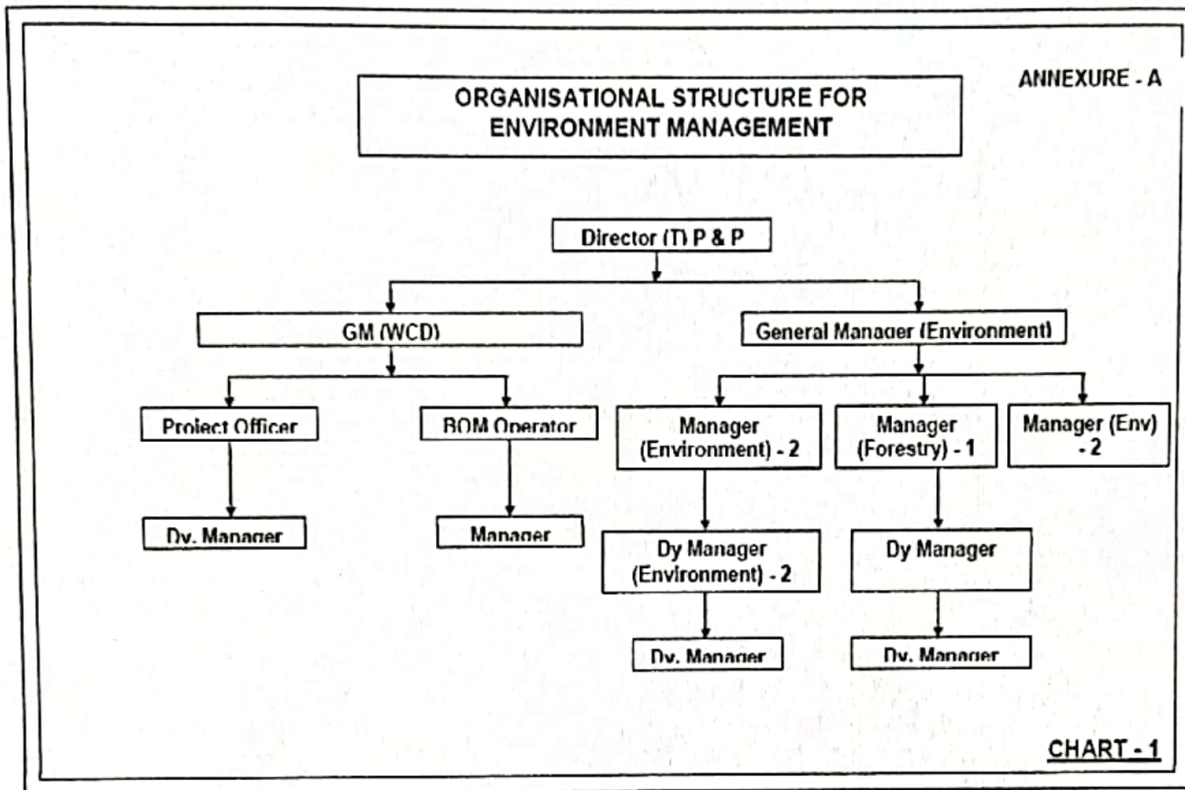 ANNEXURE - A
ORGANISATIONAL STRUCTURE FOR
ENVIRONMENT MANAGEMENT
Director (T) P & P
GM (WCD)
General Manager (Environment)
Project Officer
BOM Operator
Manager
(Environment) - 2
Manager
(Forestry) - 1
Manager (Env)
- 2
Dy. Manager
Manager
Dy Manager
(Environment) - 2
Dy Manager
Dy. Manager
Dy. Manager
CHART - 1